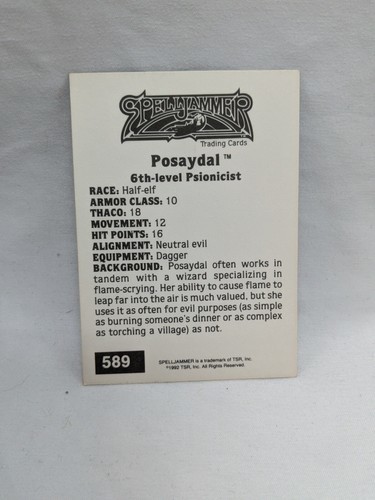 SPELLJAMMER
Trading Cards
Posaydal™
6th-level Psionicist
RACE: Half-elf
ARMOR CLASS: 10
THACO: 18
MOVEMENT: 12
HIT POINTS: 16
ALIGNMENT: Neutral evil
EQUIPMENT: Dagger
BACKGROUND: Posaydal often works in
tandem with a wizard specializing in
flame-scrying. Her ability to cause flame to
leap far into the air is much valued, but she
uses it as often for evil purposes (as simple
as burning someone's dinner or as complex
as torching a village) as not.
589
SPELLJAMMER is a trademark of TSR, Inc.
©1992 TSR, Inc. All Rights Reserved.